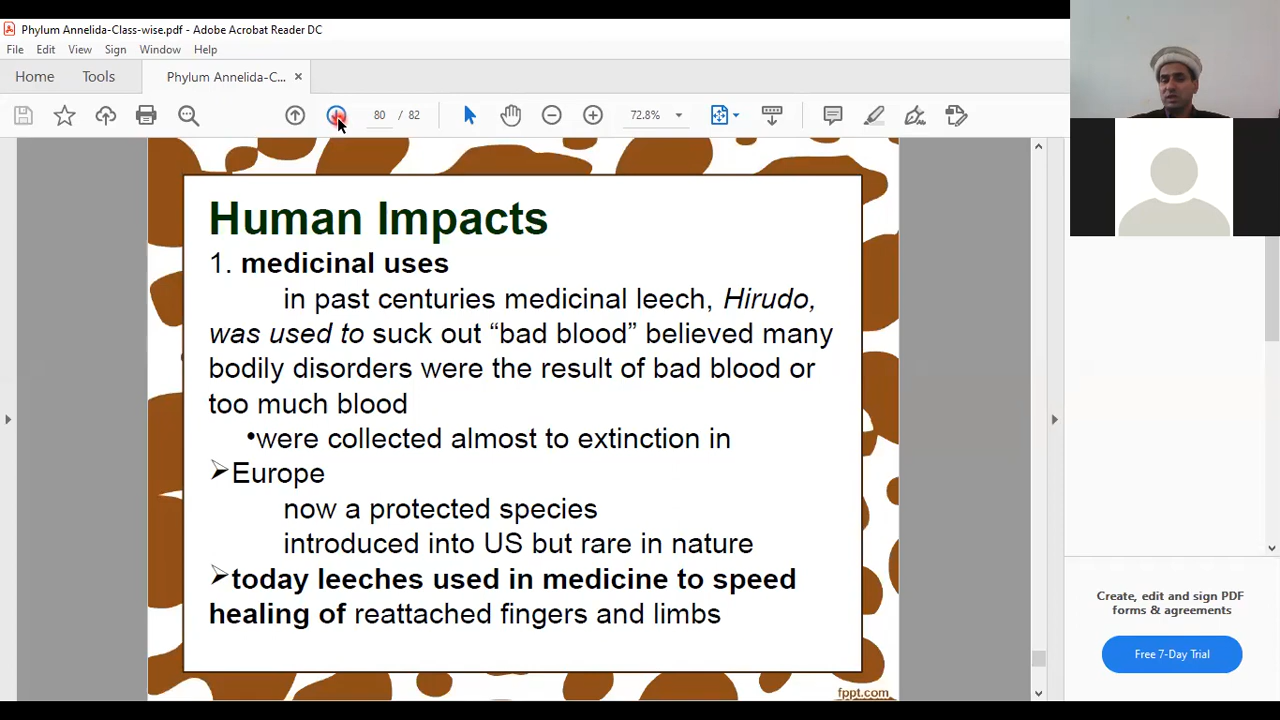 Phylum Annelida-Class-wise.pdf - Adobe Acrobat Reader DC
File Edit View Sign Window Help
Home Tools Phylum Annelida-C... ×
80 / 82 72.8%
Human Impacts
1. medicinal uses
in past centuries medicinal leech, Hirudo,
was used to suck out “bad blood” believed many
bodily disorders were the result of bad blood or
too much blood
•were collected almost to extinction in
➢Europe
now a protected species
introduced into US but rare in nature
➢today leeches used in medicine to speed
healing of reattached fingers and limbs
fppt.com
Create, edit and sign PDF
forms & agreements
Free 7-Day Trial